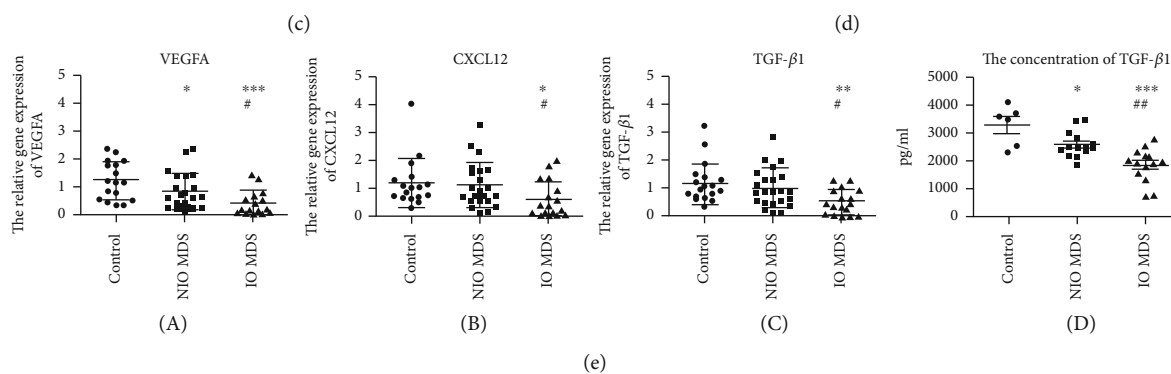 (c) (d)
VEGFA CXCL12 TGF-β1 The concentration of TGF-β1
The relative gene expression
of VEGFA
5
4
3
2
1
0
* ***
#
Control
NIO MDS
IO MDS
(A)
The relative gene expression
of CXCL12
5
4
3
2
1
0
*
#
Control
NIO MDS
IO MDS
(B)
The relative gene expression
of TGF-β1
5
4
3
2
1
0
**
#
Control
NIO MDS
IO MDS
(C)
pg/ml
5000
4000
3000
2000
1000
0
* ***
##
Control
NIO MDS
IO MDS
(D)
(e)